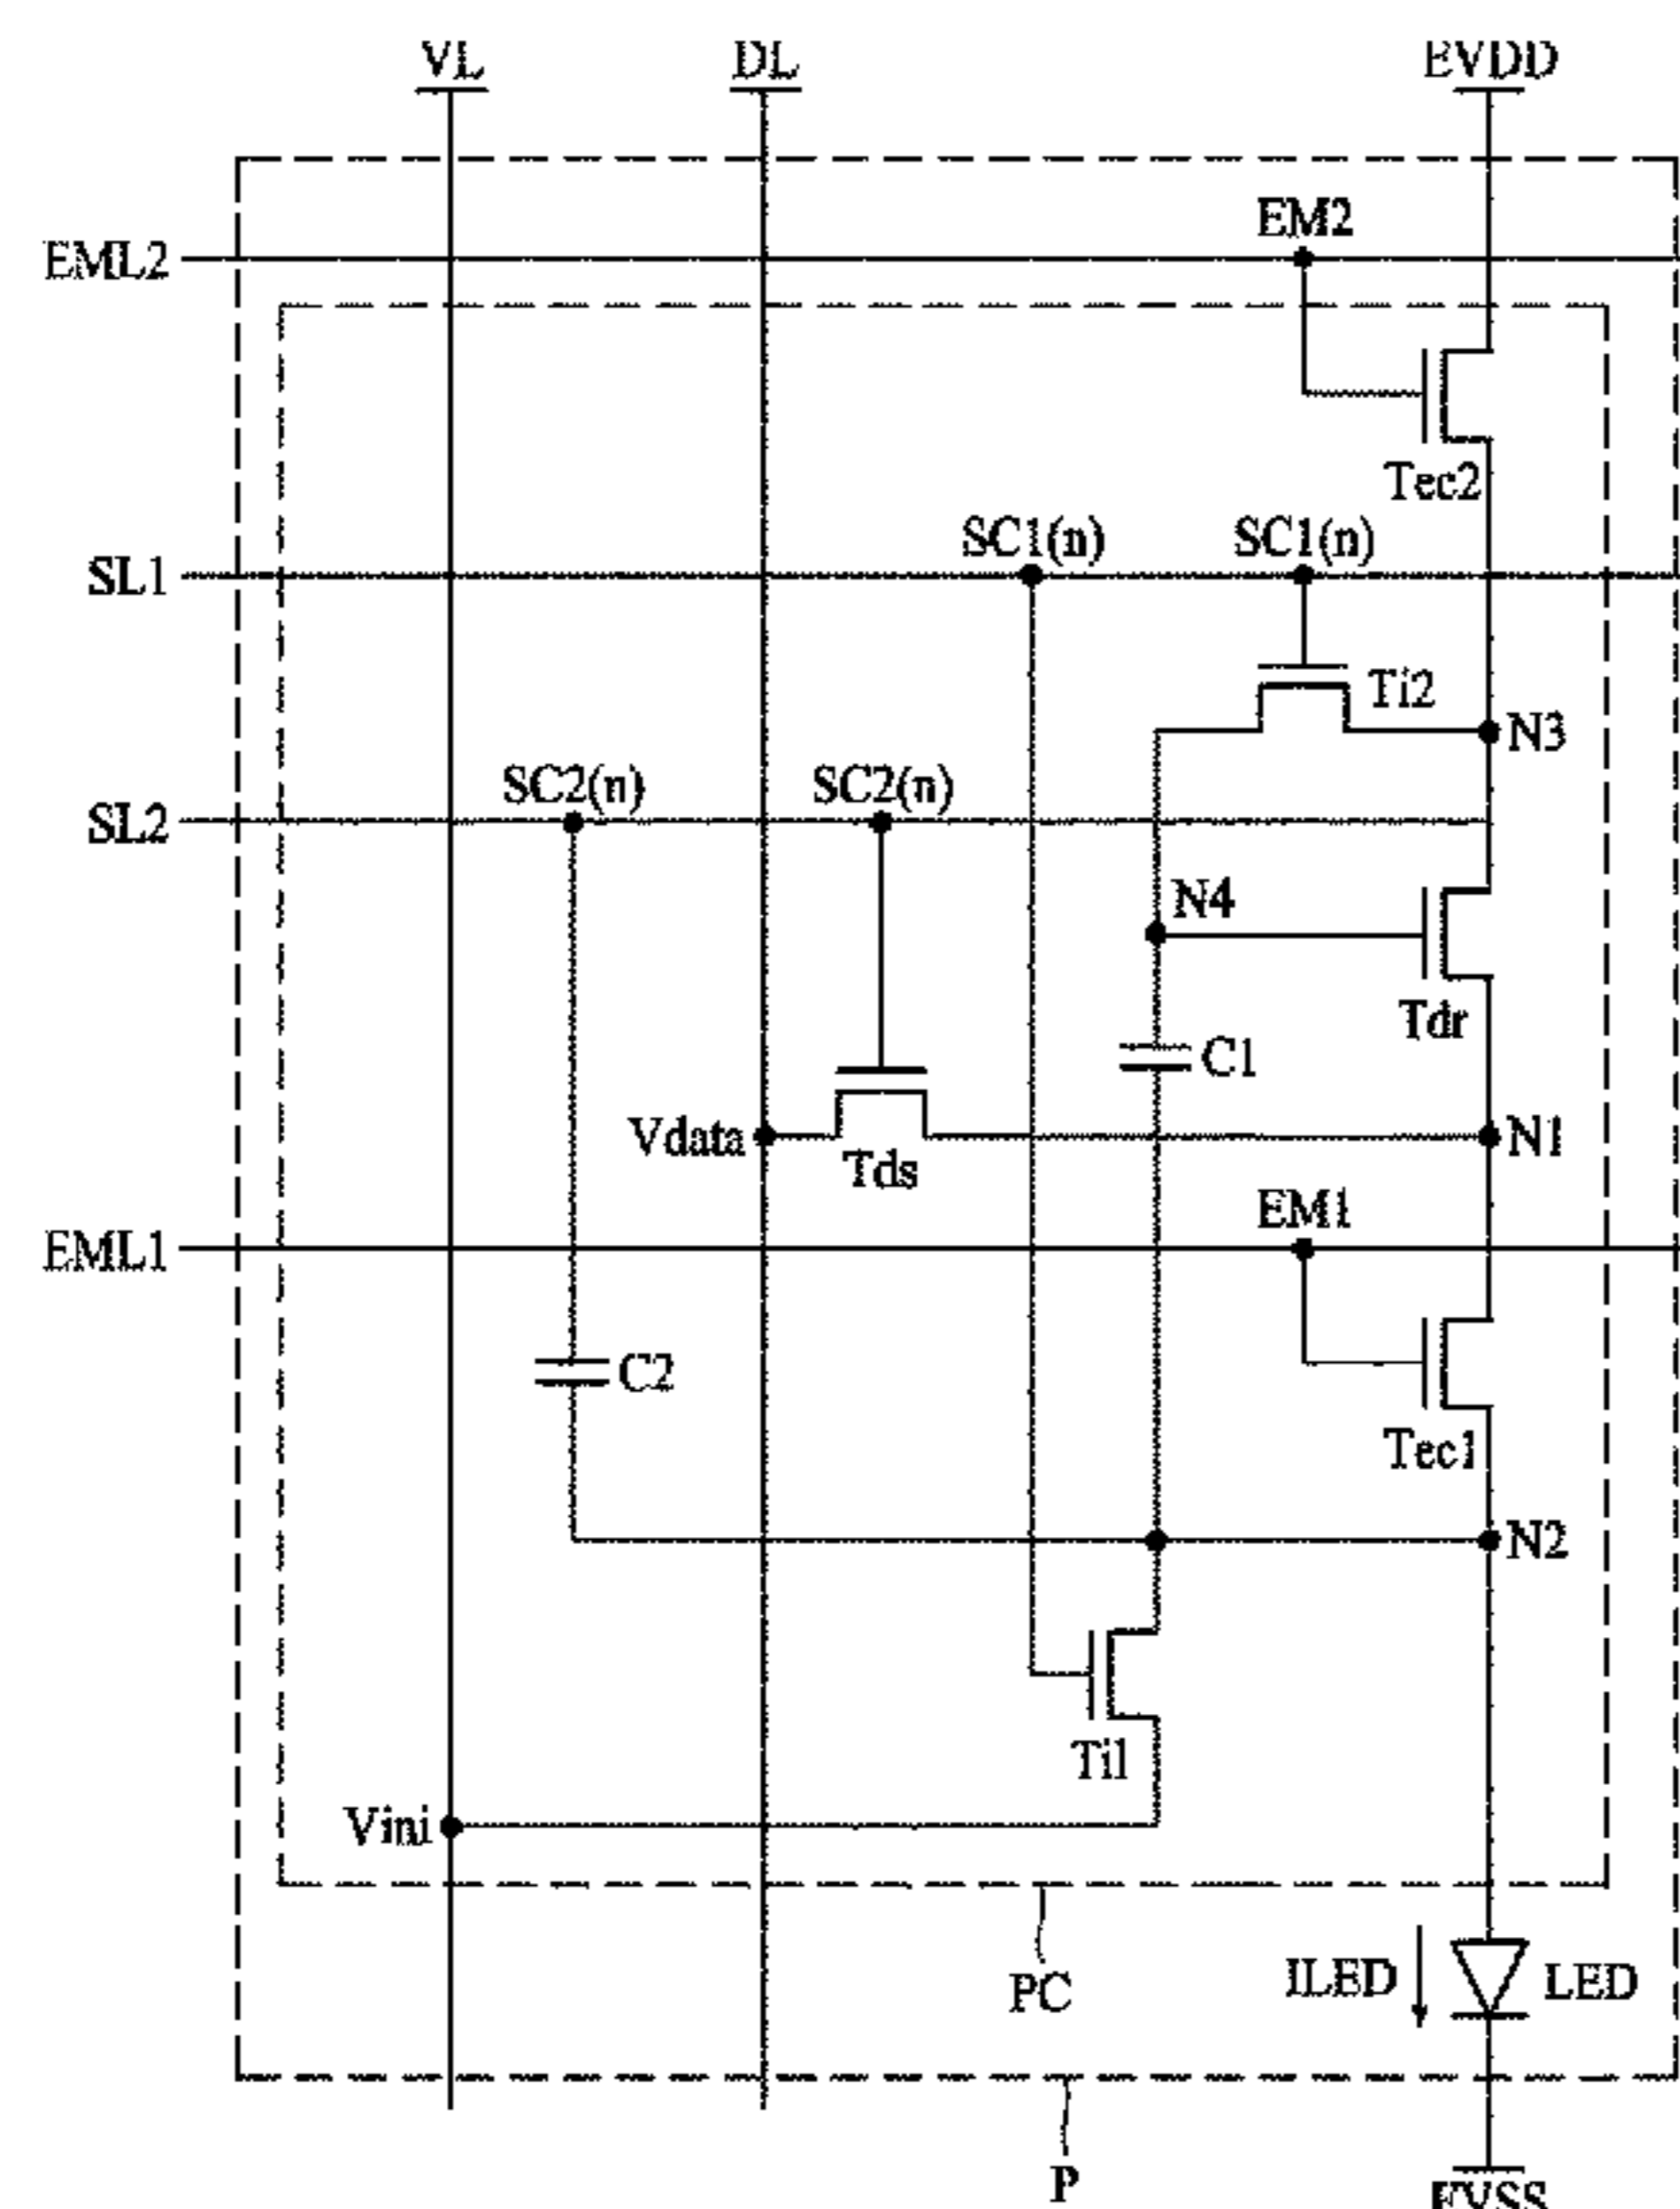 VL DL EVDD
EM2
EML2
Tec2
SC1(n) SC1(n)
SL1
Ti2
N3
SC2(n) SC2(n)
SL2
N4
Tdr
C1
Vdata N1
Tds
EM1
EML1
C2
Tec1
N2
Ti1
Vini
ILED LED
PC
P
EVSS